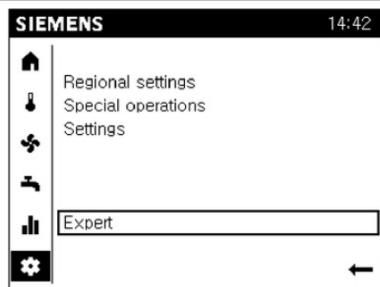 SIEMENS 14:42
Regional settings
Special operations
Settings
Expert